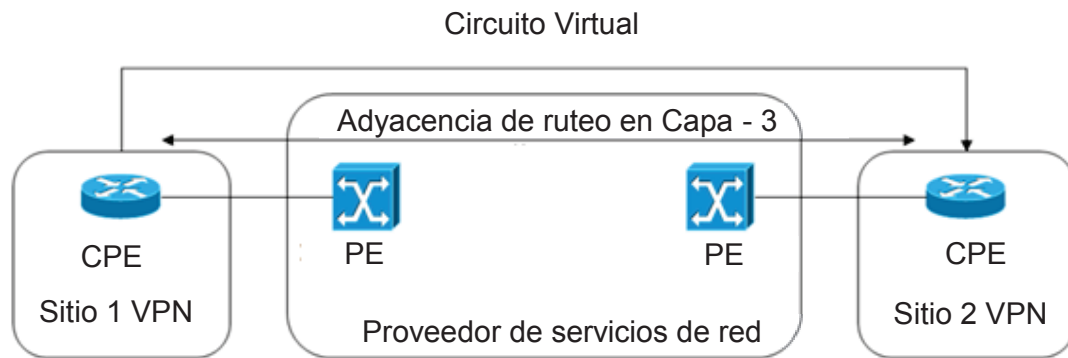 Circuito Virtual
Adyacencia de ruteo en Capa - 3
CPE
PE
PE
CPE
Sitio 1 VPN
Sitio 2 VPN
Proveedor de servicios de red